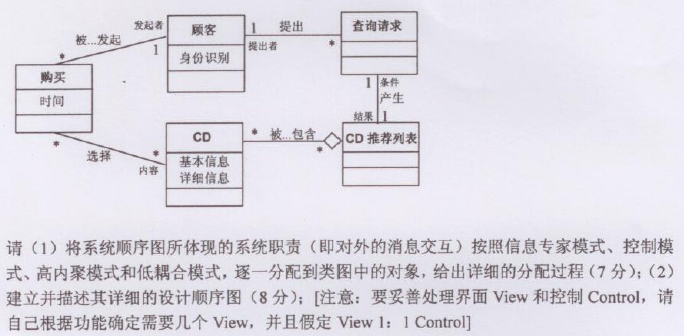 发起者
顾客
1
提出
查询请求
被...发起
1
提出者
*
*
身份识别
购买
时间
1
条件
产生
CD
*
被...包含
结果
1
CD 推荐列表
*
选择
*
内容
*
基本信息
详细信息
请（1）将系统顺序图所体现的系统职责（即对外的消息交互）按照信息专家模式、控制模
式、高内聚模式和低耦合模式，逐一分配到类图中的对象，给出详细的分配过程（7 分）；（2）
建立并描述其详细的设计顺序图（8 分）；[注意：要妥善处理界面 View 和控制 Control，请
自己根据功能确定需要几个 View，并且假定 View 1：1 Control]